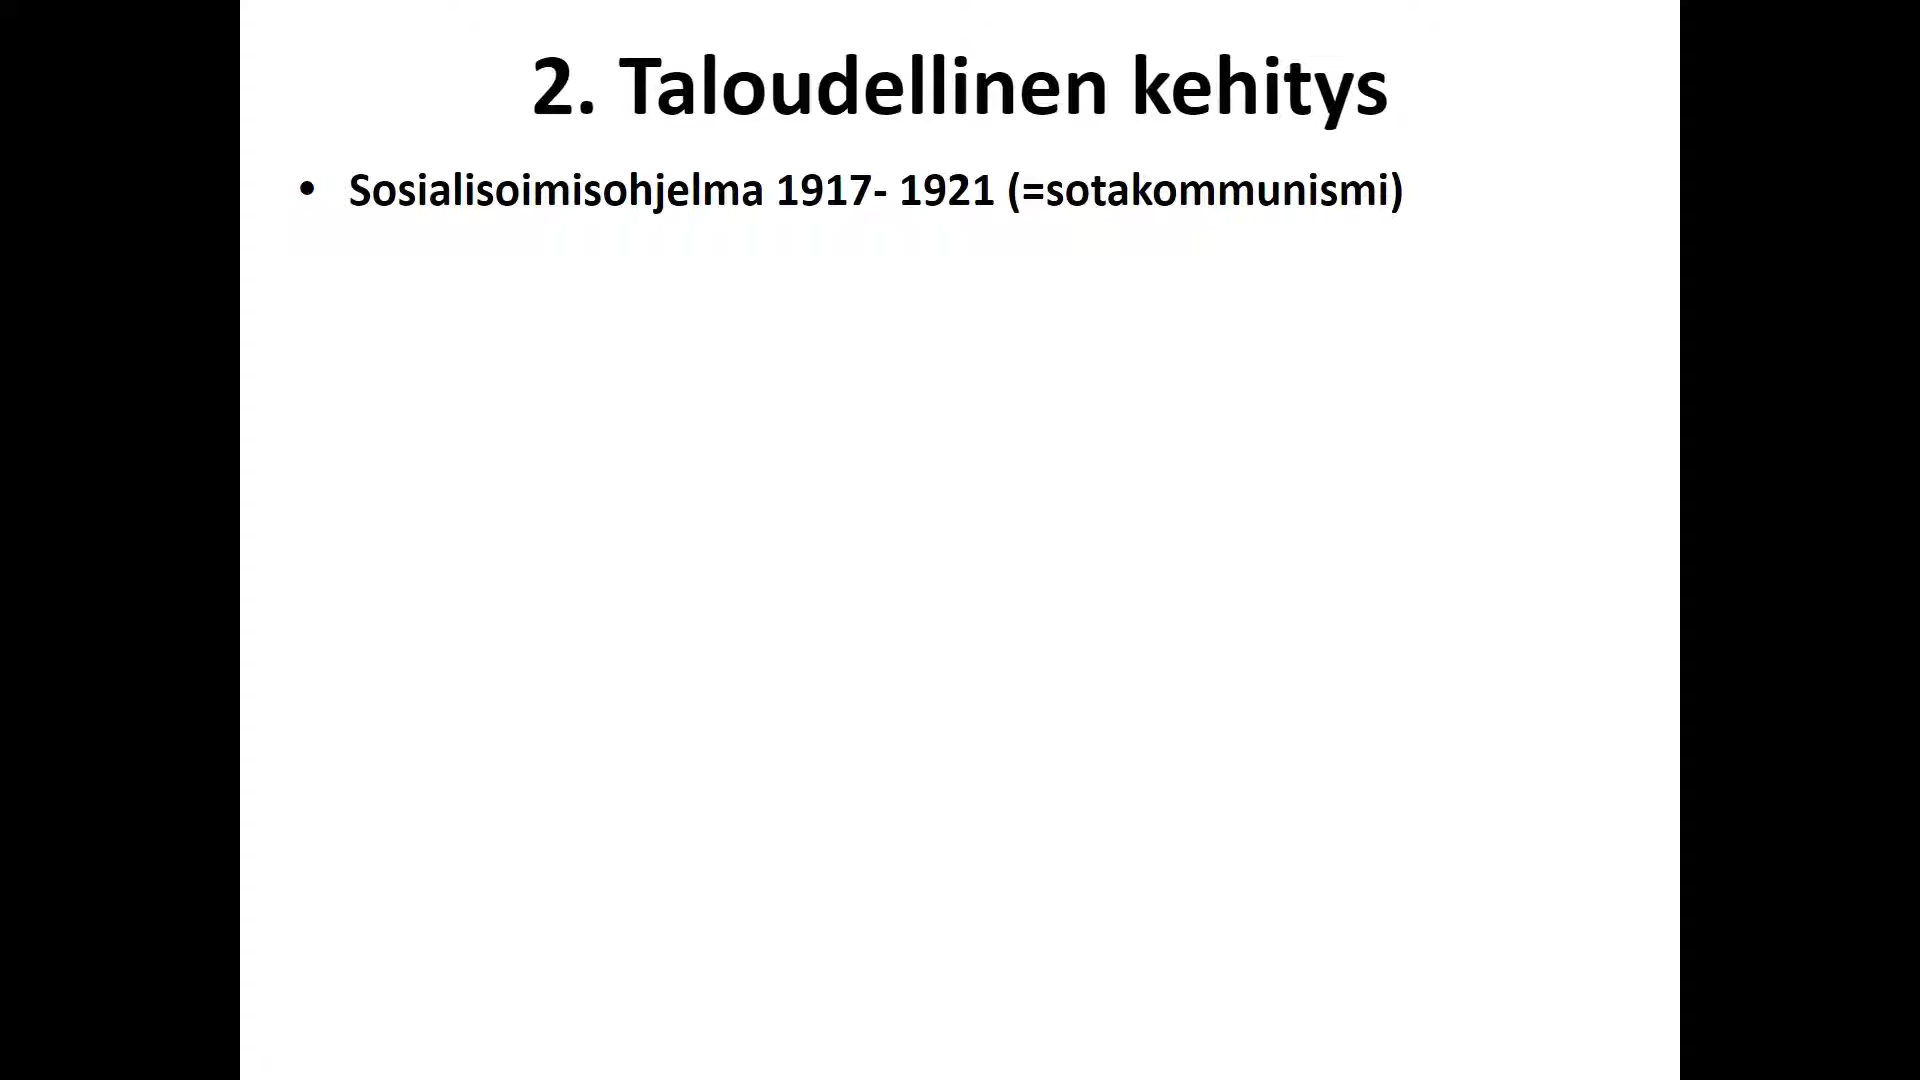 2. Taloudellinen kehitys
• Sosialisoimisohjelma 1917- 1921 (=sotakommunismi)